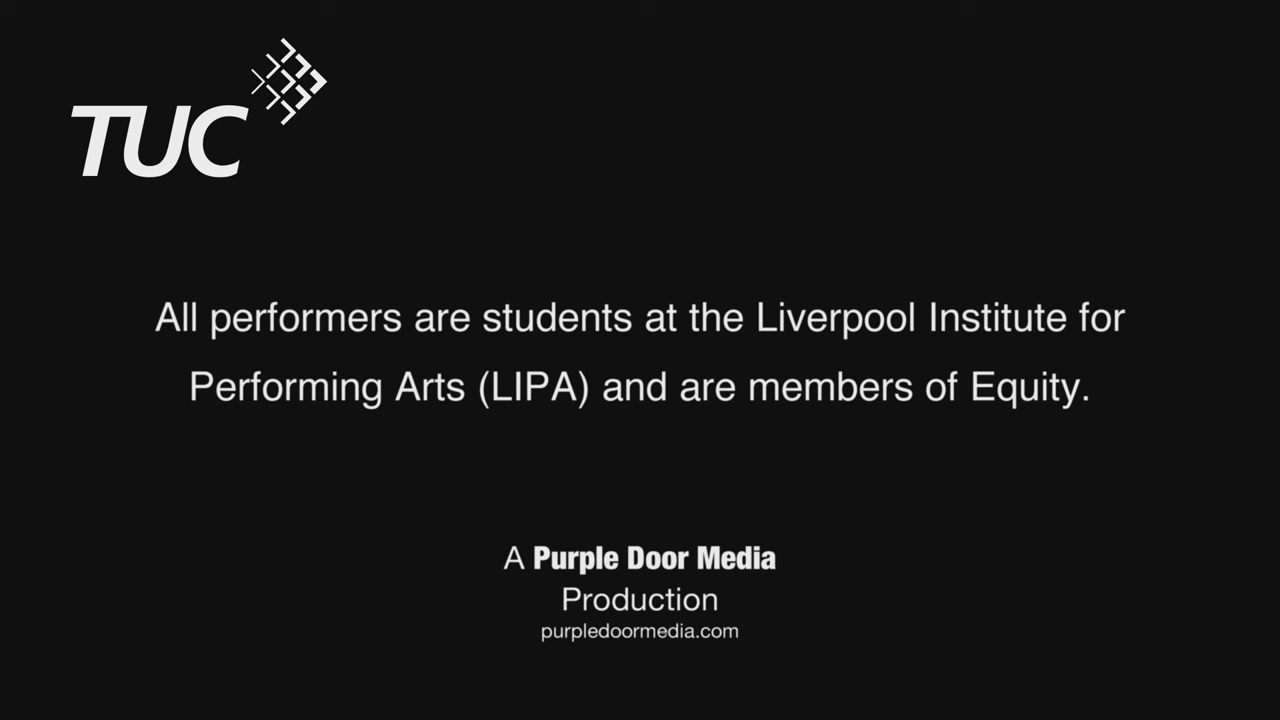 TUC
All performers are students at the Liverpool Institute for
Performing Arts (LIPA) and are members of Equity.
A Purple Door Media
Production
purpledoormedia.com